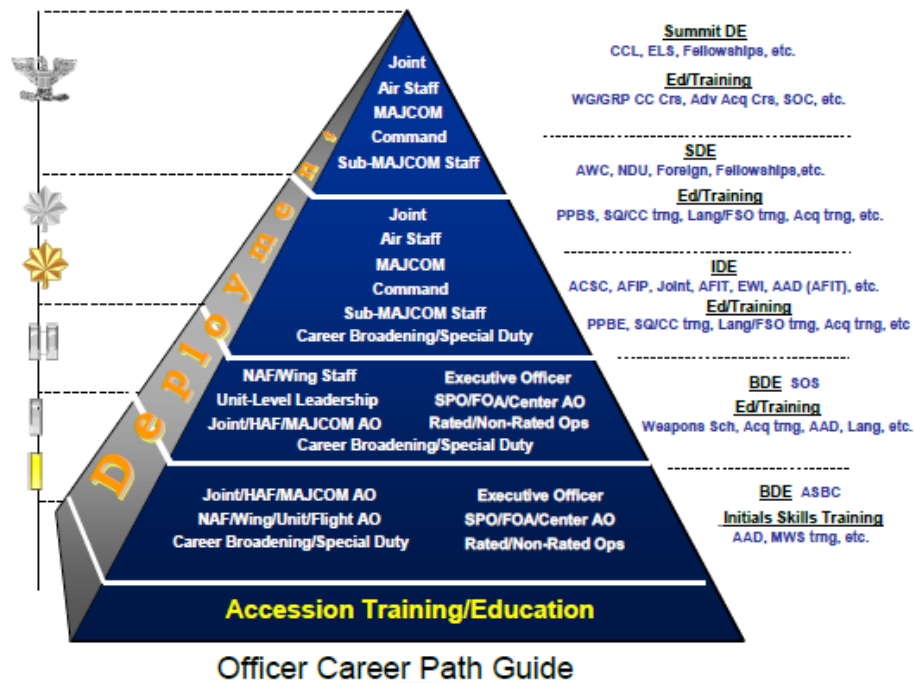 Joint
Air Staff
MAJCOM
Command
Sub-MAJCOM Staff
Joint
Air Staff
MAJCOM
Command
Sub-MAJCOM Staff
Career Broadening/Special Duty
NAF/Wing Staff Executive Officer
Unit-Level Leadership SPO/FOA/Center AO
Joint/HAF/MAJCOM AO Rated/Non-Rated Ops
Career Broadening/Special Duty
Joint/HAF/MAJCOM AO Executive Officer
NAF/Wing/Unit/Flight AO SPO/FOA/Center AO
Career Broadening/Special Duty Rated/Non-Rated Ops
Accession Training/Education
Deployment
Summit DE
CCL, ELS, Fellowships, etc.
Ed/Training
WG/GRP CC Crs, Adv Acq Crs, SOC, etc.
SDE
AWC, NDU, Foreign, Fellowships,etc.
Ed/Training
PPBS, SQ/CC trng, Lang/FSO trng, Acq trng, etc.
IDE
ACSC, AFIP, Joint, AFIT, EWI, AAD (AFIT), etc.
Ed/Training
PPBE, SQ/CC trng, Lang/FSO trng, Acq trng, etc
BDE SOS
Ed/Training
Weapons Sch, Acq trng, AAD, Lang, etc.
BDE ASBC
Initials Skills Training
AAD, MWS trng, etc.
Officer Career Path Guide